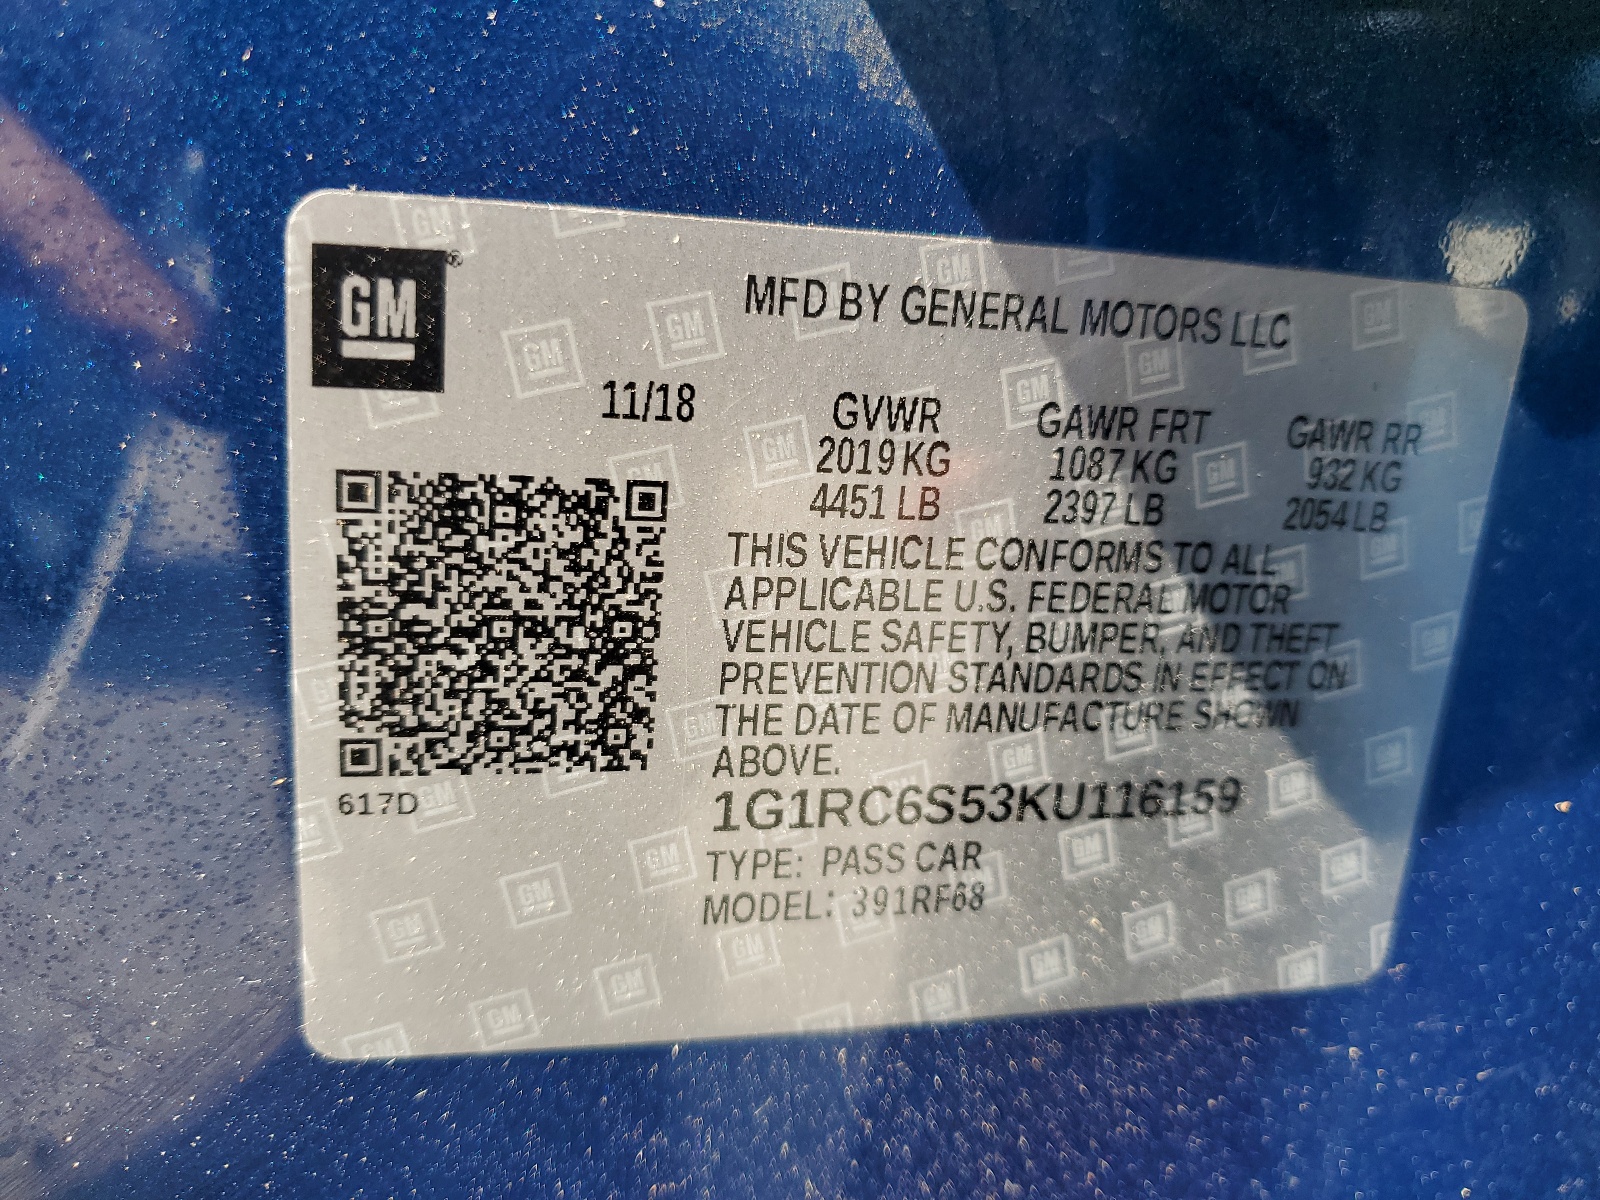 GM®
MFD BY GENERAL MOTORS LLC
11/18
GVWR GAWR FRT GAWR RR
2019 KG 1087 KG 932 KG
4451 LB 2397 LB 2054 LB
THIS VEHICLE CONFORMS TO ALL
APPLICABLE U.S. FEDERAL MOTOR
VEHICLE SAFETY, BUMPER, AND THEFT
PREVENTION STANDARDS IN EFFECT ON
THE DATE OF MANUFACTURE SHOWN
ABOVE.
617D
1G1RC6S53KU116159
TYPE: PASS CAR
MODEL: 391RF68